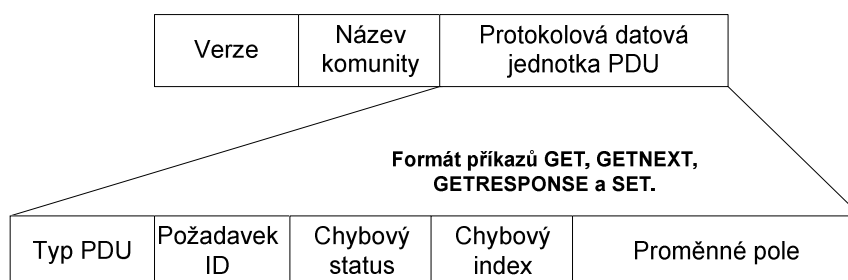 Verze
Název
komunity
Protokolová datová
jednotka PDU
Formát příkazů GET, GETNEXT,
GETRESPONSE a SET.
Typ PDU
Požadavek
ID
Chybový
status
Chybový
index
Proměnné pole